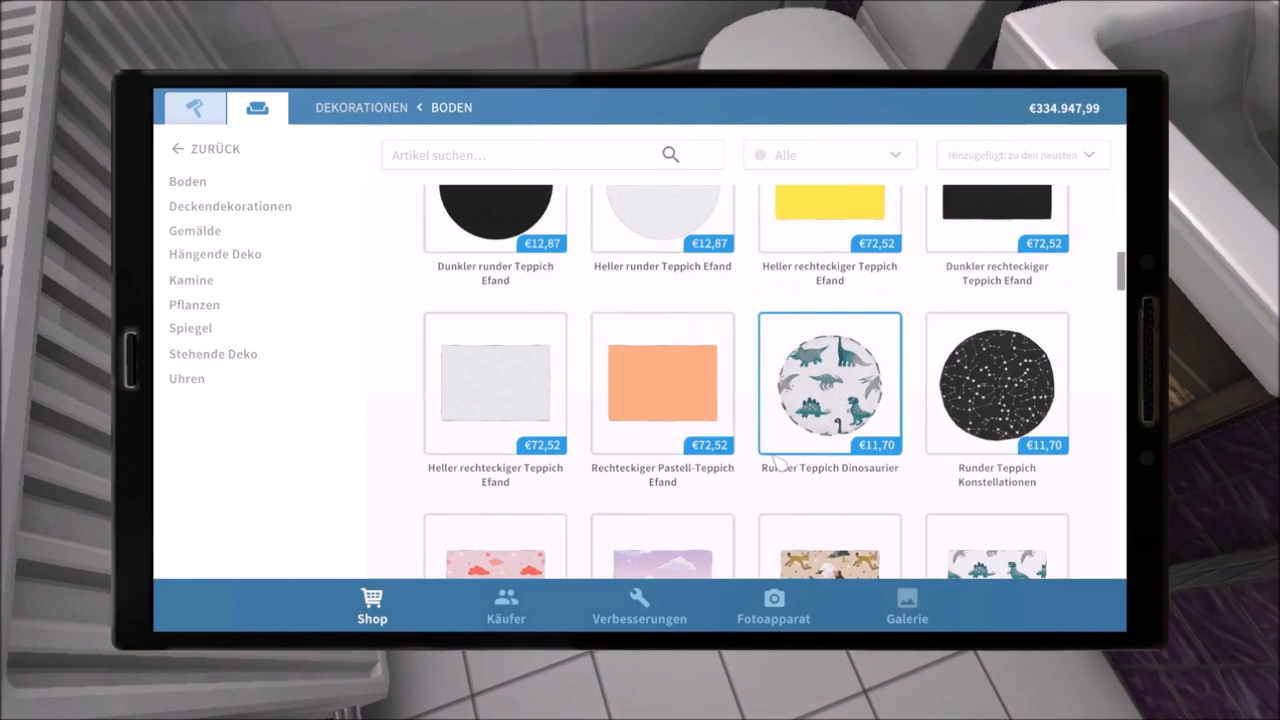 DEKORATIONEN < BODEN
€334.947,99
ZURÜCK
Artikel suchen…
Alle
Hinzugefügt: zu den neusten
Boden
Deckendekorationen
Gemälde
Hängende Deko
Kamine
Pflanzen
Spiegel
Stehende Deko
Uhren
€12,87
€12,87
€72,52
€72,52
Dunkler runder Teppich
Efand
Heller runder Teppich Efand
Heller rechteckiger Teppich
Efand
Dunkler rechteckiger
Teppich Efand
€72,52
€72,52
€11,70
€11,70
Heller rechteckiger Teppich
Efand
Rechteckiger Pastell-Teppich
Efand
Runder Teppich Dinosaurier
Runder Teppich
Konstellationen
Shop
Käufer
Verbesserungen
Fotoapparat
Galerie